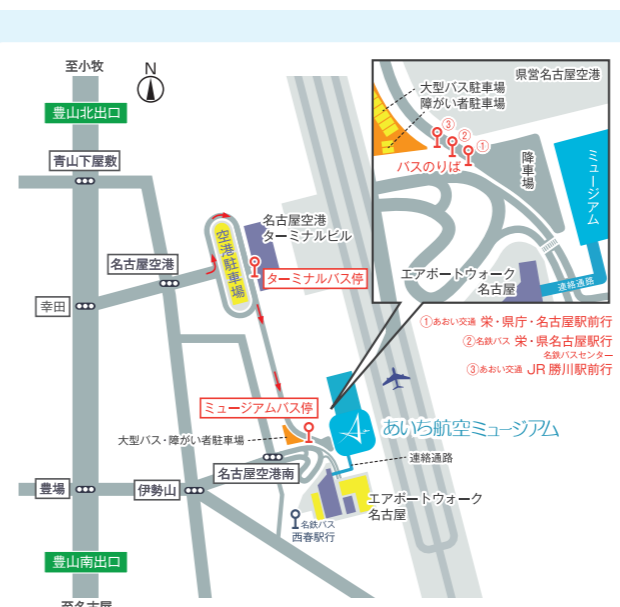 至小牧
N
豊山北出口
青山下屋敷
名古屋空港
幸田
空港駐車場
名古屋空港
ターミナルビル
ターミナルバス停
県営名古屋空港
大型バス駐車場
障がい者駐車場
③
②
①
バスのりば
降車場
ミュージアム
エアポートウォーク
名古屋
連絡通路
①あおい交通 栄・県庁・名古屋駅前行
②名鉄バス 栄・県名古屋駅行
名鉄バスセンター
③あおい交通 JR 勝川駅前行
ミュージアムバス停
あいち航空ミュージアム
大型バス・障がい者駐車場
連絡通路
名古屋空港南
豊場
伊勢山
エアポートウォーク
名古屋
名鉄バス
西春駅行
豊山南出口
至名古屋